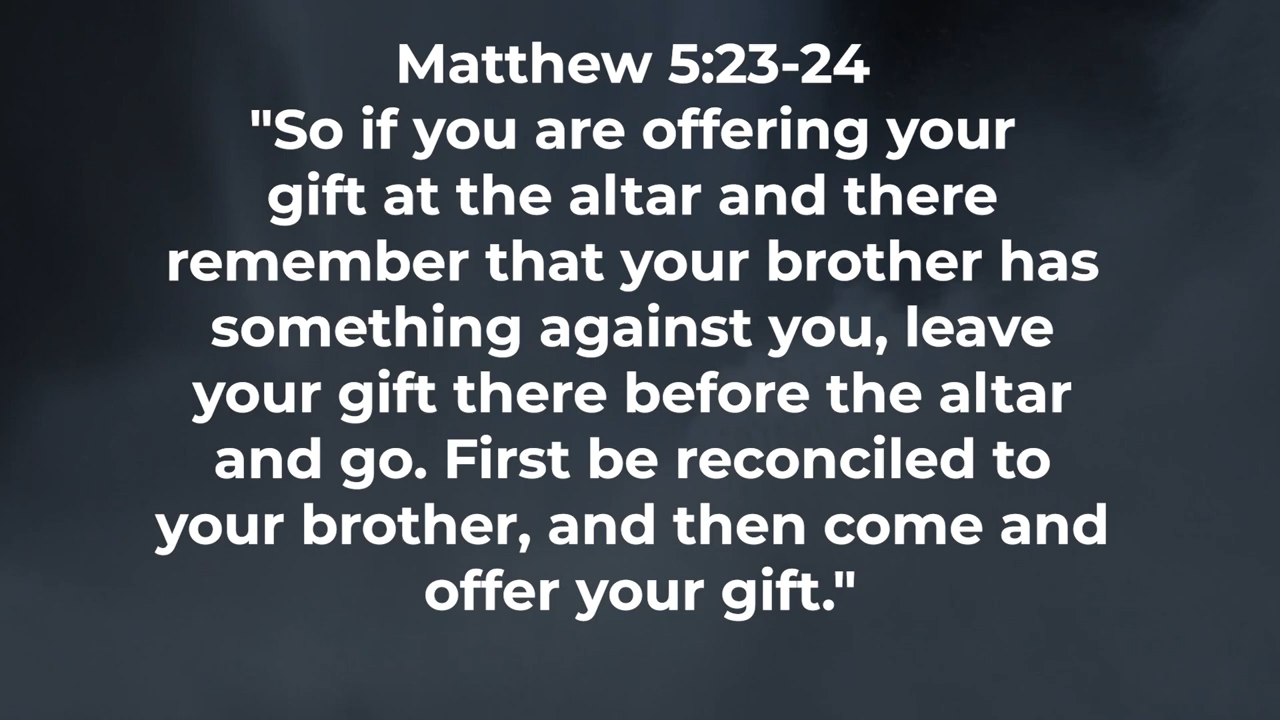 Matthew 5:23-24
"So if you are offering your
gift at the altar and there
remember that your brother has
something against you, leave
your gift there before the altar
and go. First be reconciled to
your brother, and then come and
offer your gift."